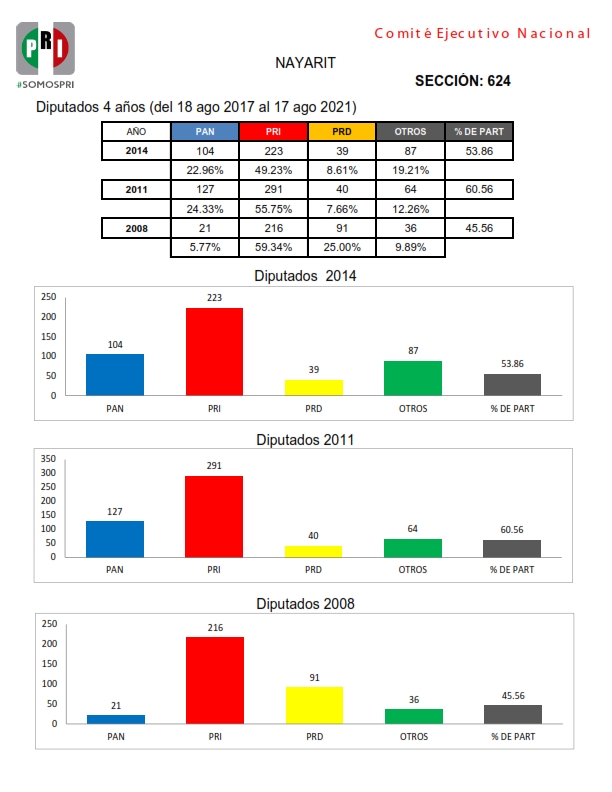 Comité Ejecutivo Nacional
PRI
#SOMOSPRI
NAYARIT
SECCIÓN: 624
Diputados 4 años (del 18 ago 2017 al 17 ago 2021)
AÑO PAN PRI PRD OTROS % DE PART
2014 104 223 39 87 53.86
22.96% 49.23% 8.61% 19.21%
2011 127 291 40 64 60.56
24.33% 55.75% 7.66% 12.26%
2008 21 216 91 36 45.56
5.77% 59.34% 25.00% 9.89%
Diputados 2014
250
200
150
100
50
0
104 223 39 87 53.86
PAN PRI PRD OTROS % DE PART
Diputados 2011
350
300
250
200
150
100
50
0
127 291 40 64 60.56
PAN PRI PRD OTROS % DE PART
Diputados 2008
250
200
150
100
50
0
21 216 91 36 45.56
PAN PRI PRD OTROS % DE PART